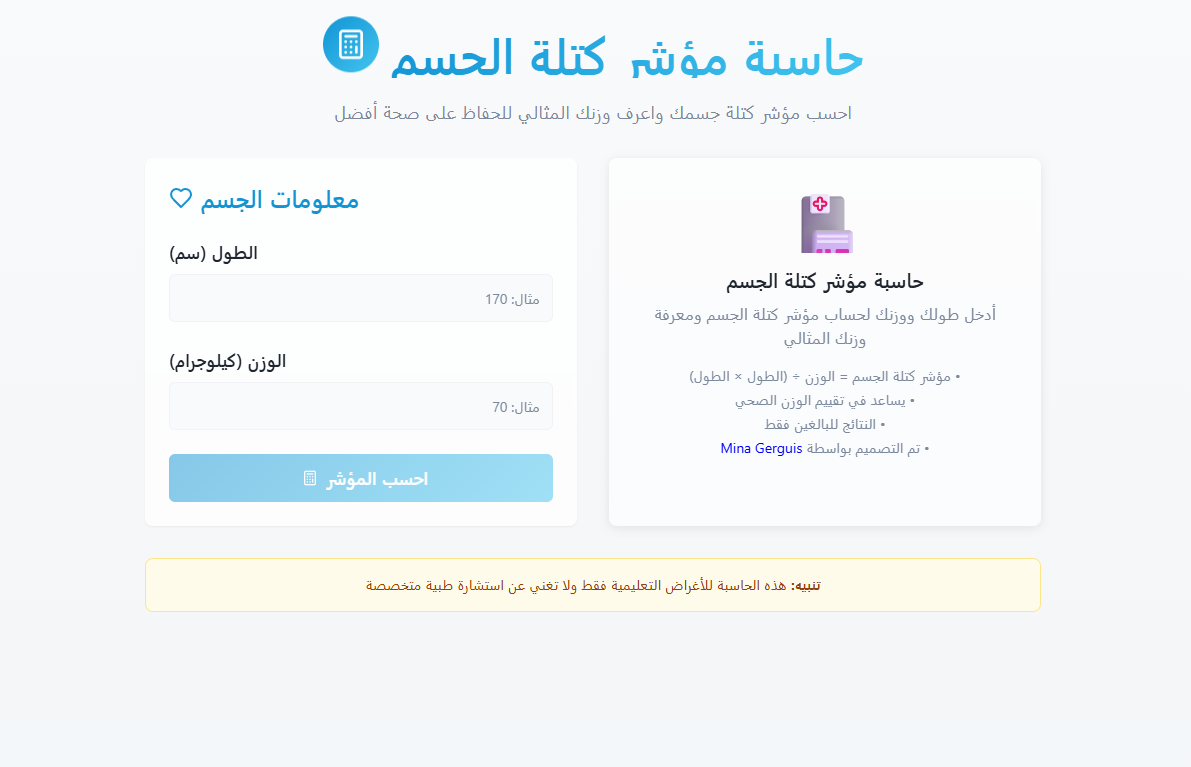 حاسبة مؤشر كتلة الجسم
احسب مؤشر كتلة جسمك واعرف وزنك المثالي للحفاظ على صحة أفضل
حاسبة مؤشر كتلة الجسم
أدخل طولك ووزنك لحساب مؤشر كتلة الجسم ومعرفة
وزنك المثالي
• مؤشر كتلة الجسم = الوزن ÷ (الطول × الطول)
• يساعد في تقييم الوزن الصحي
• النتائج للبالغين فقط
• تم التصميم بواسطة Mina Gerguis
معلومات الجسم
الطول (سم)
مثال: 170
الوزن (كيلوجرام)
مثال: 70
احسب المؤشر
تنبيه: هذه الحاسبة للأغراض التعليمية فقط ولا تغني عن استشارة طبية متخصصة